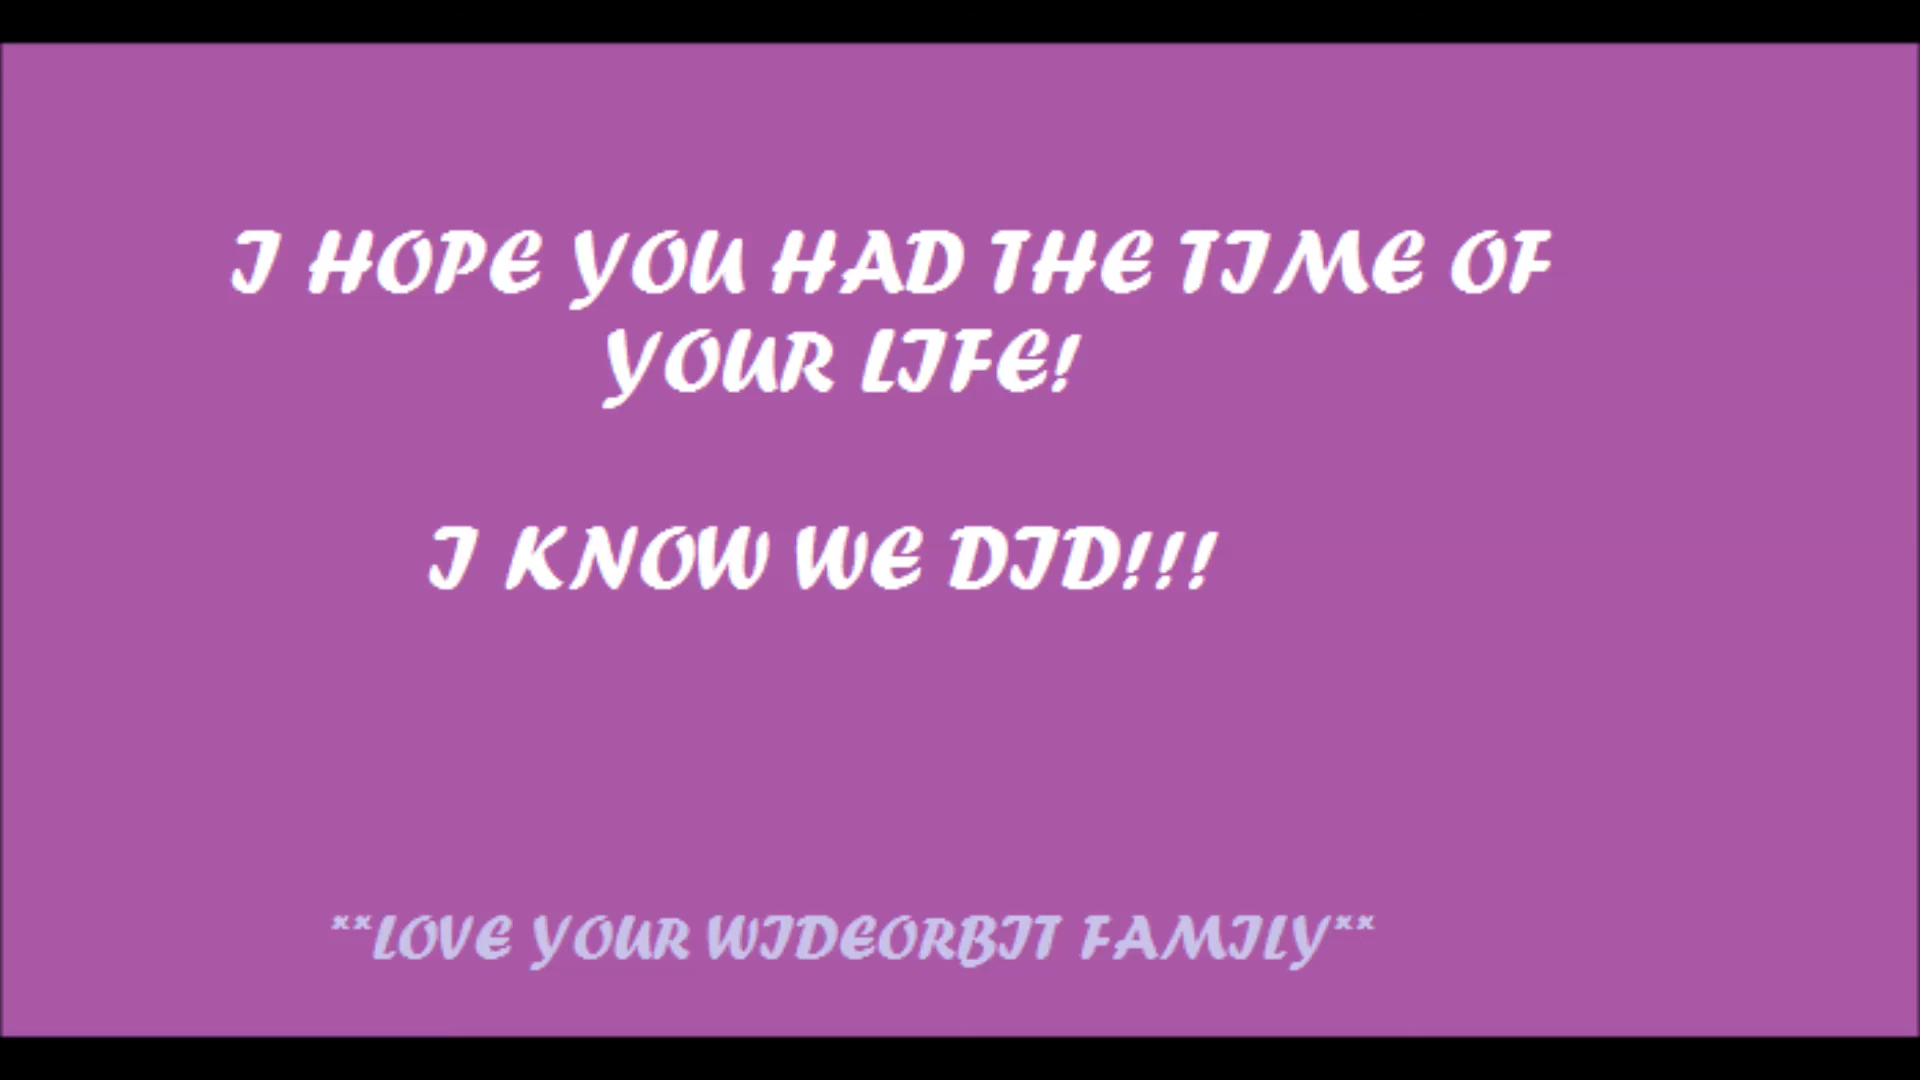 I HOPE YOU HAD THE TIME OF
YOUR LIFE!
I KNOW WE DID!!!
**LOVE YOUR WIDEORBIT FAMILY**